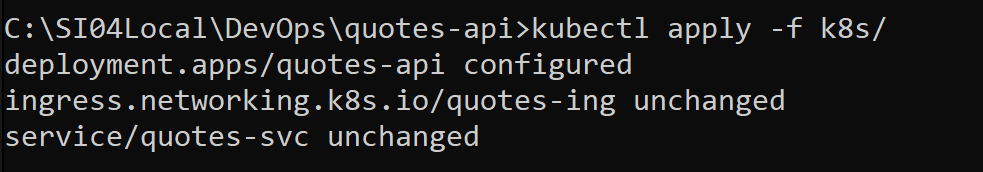 C:\SI04Local\DevOps\quotes-api>kubectl apply -f k8s/
deployment.apps/quotes-api configured
ingress.networking.k8s.io/quotes-ing unchanged
service/quotes-svc unchanged